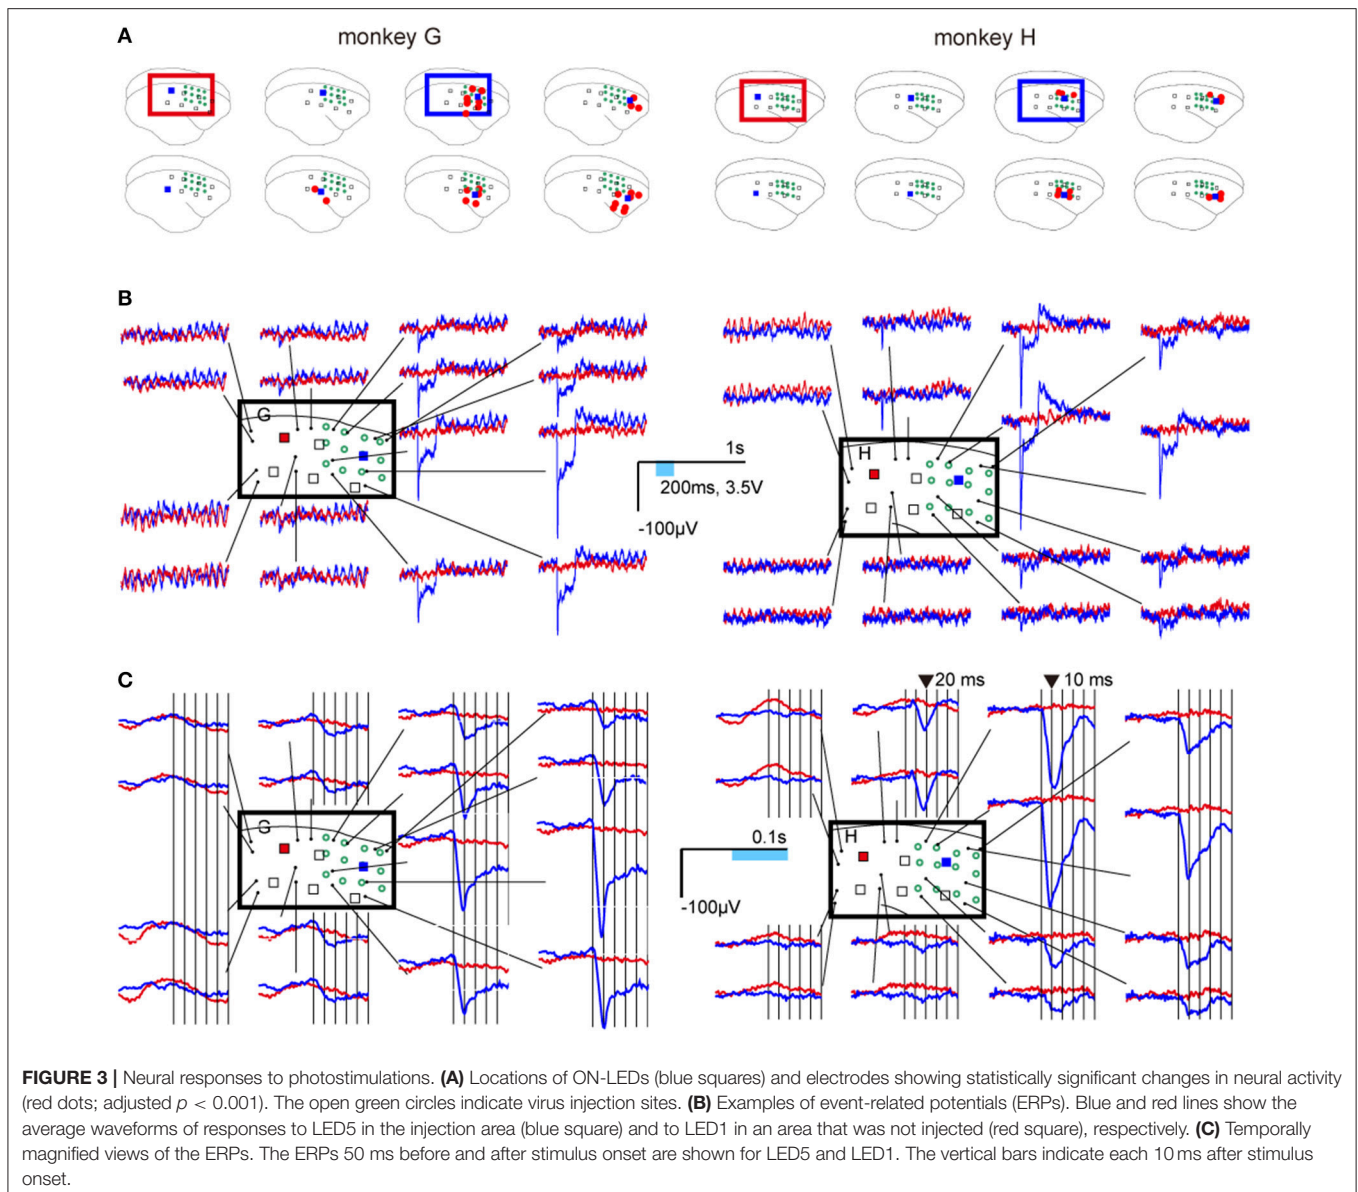 A
monkey G
monkey H
B
G
1s
200ms, 3.5V
-100μV
H
C
20 ms
10 ms
G
0.1s
-100μV
H
FIGURE 3 | Neural responses to photostimulations. (A) Locations of ON-LEDs (blue squares) and electrodes showing statistically significant changes in neural activity
(red dots; adjusted p < 0.001). The open green circles indicate virus injection sites. (B) Examples of event-related potentials (ERPs). Blue and red lines show the
average waveforms of responses to LED5 in the injection area (blue square) and to LED1 in an area that was not injected (red square), respectively. (C) Temporally
magnified views of the ERPs. The ERPs 50 ms before and after stimulus onset are shown for LED5 and LED1. The vertical bars indicate each 10 ms after stimulus
onset.